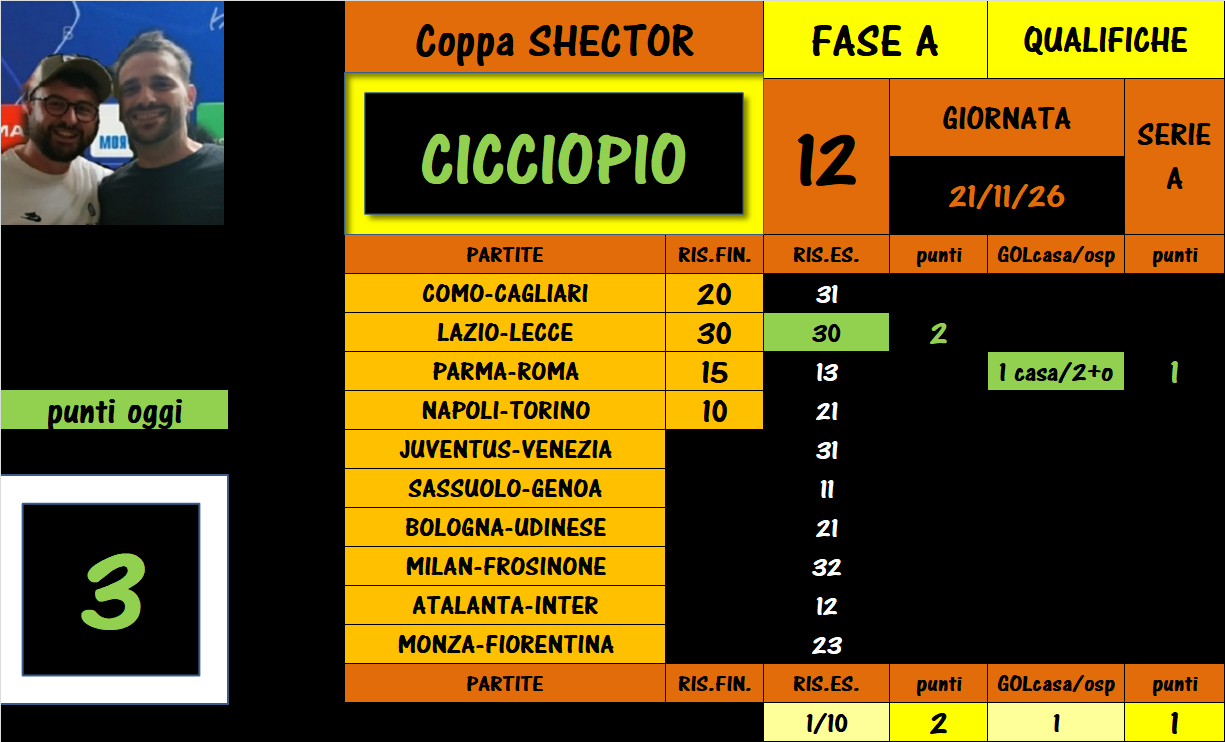 Coppa SHECTOR FASE A QUALIFICHE
CICCIOPIO 12 GIORNATA SERIE A
21/11/26
PARTITE RIS.FIN. RIS.ES. punti GOLcasa/osp punti
COMO-CAGLIARI 20 31
LAZIO-LECCE 30 30 2
PARMA-ROMA 15 13 1 casa/2+o 1
NAPOLI-TORINO 10 21
JUVENTUS-VENEZIA 31
SASSUOLO-GENOA 11
BOLOGNA-UDINESE 21
MILAN-FROSINONE 32
ATALANTA-INTER 12
MONZA-FIORENTINA 23
PARTITE RIS.FIN. RIS.ES. punti GOLcasa/osp punti
1/10 2 1 1
punti oggi
3